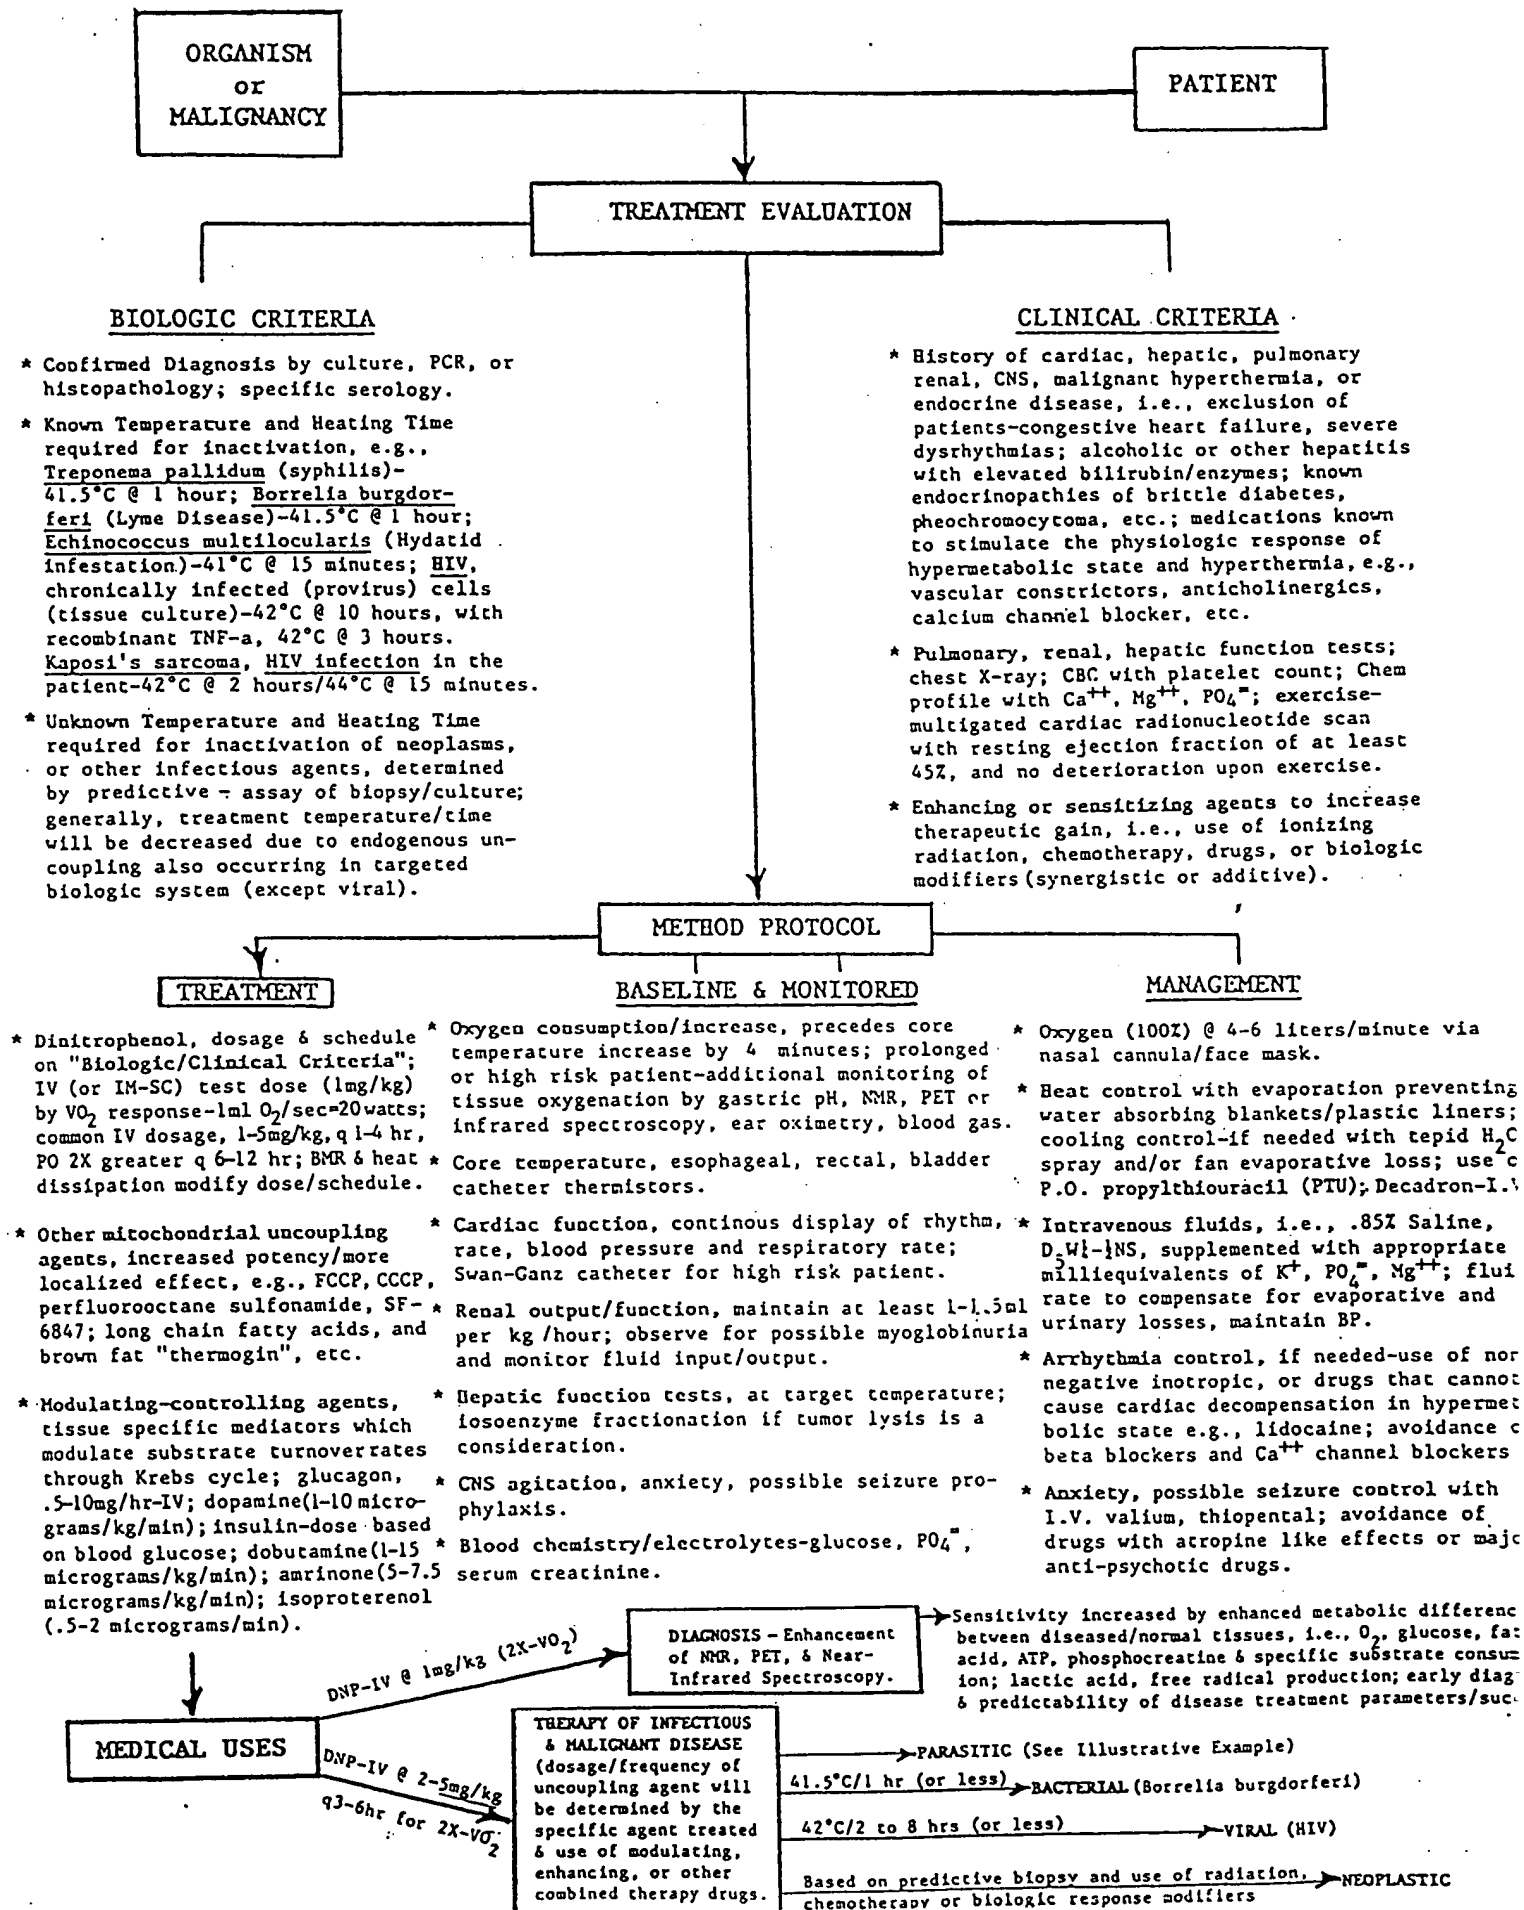 ORGANISM
or
MALIGNANCY
PATIENT
TREATMENT EVALUATION
BIOLOGIC CRITERIA
* Confirmed Diagnosis by culture, PCR, or
histopathology; specific serology.
* Known Temperature and Heating Time
required for inactivation, e.g.,
Treponema pallidum (syphilis)-
41.5°C @ 1 hour; Borrelia burgdor-
feri (Lyme Disease)-41.5°C @ 1 hour;
Echinococcus multilocularis (Hydatid
infestation)-41°C @ 15 minutes; HIV,
chronically infected (provirus) cells
(tissue culture)-42°C @ 10 hours, with
recombinant TNF-a, 42°C @ 3 hours.
Kaposi's sarcoma, HIV infection in the
patient-42°C @ 2 hours/44°C @ 15 minutes.
* Unknown Temperature and Heating Time
required for inactivation of neoplasms,
or other infectious agents, determined
by predictive - assay of biopsy/culture;
generally, treatment temperature/time
will be decreased due to endogenous un-
coupling also occurring in targeted
biologic system (except viral).
CLINICAL CRITERIA
* History of cardiac, hepatic, pulmonary
renal, CNS, malignant hyperthermia, or
endocrine disease, i.e., exclusion of
patients-congestive heart failure, severe
dysrhythmias; alcoholic or other hepatitis
with elevated bilirubin/enzymes; known
endocrinopathies of brittle diabetes,
pheochromocytoma, etc.; medications known
to stimulate the physiologic response of
hypermetabolic state and hyperthermia, e.g.,
vascular constrictors, anticholinergics,
calcium channel blocker, etc.
* Pulmonary, renal, hepatic function tests;
chest X-ray; CBC with platelet count; Chem
profile with Ca++, Mg++, PO4=; exercise-
multigated cardiac radionucleotide scan
with resting ejection fraction of at least
45%, and no deterioration upon exercise.
* Enhancing or sensitizing agents to increase
therapeutic gain, i.e., use of ionizing
radiation, chemotherapy, drugs, or biologic
modifiers (synergistic or additive).
METHOD PROTOCOL
TREATMENT
* Dinitrophenol, dosage & schedule
on "Biologic/Clinical Criteria";
IV (or IM-SC) test dose (1mg/kg)
by VO2 response-1ml O2/sec=20watts;
common IV dosage, 1-5mg/kg, q 1-4 hr,
PO 2X greater q 6-12 hr; BMR & heat
dissipation modify dose/schedule.
* Other mitochondrial uncoupling
agents, increased potency/more
localized effect, e.g., FCCP, CCCP,
perfluorooctane sulfonamide, SF-
6847; long chain fatty acids, and
brown fat "thermogin", etc.
* Modulating-controlling agents,
tissue specific mediators which
modulate substrate turnover rates
through Krebs cycle; glucagon,
.5-10mg/hr-IV; dopamine(1-10 micro-
grams/kg/min); insulin-dose based
on blood glucose; dobutamine(1-15
micrograms/kg/min); amrinone(5-7.5
micrograms/kg/min); isoproterenol
(.5-2 micrograms/min).
BASELINE & MONITORED
* Oxygen consumption/increase, precedes core
temperature increase by 4 minutes; prolonged
or high risk patient-additional monitoring of
tissue oxygenation by gastric pH, NMR, PET or
infrared spectroscopy, ear oximetry, blood gas.
* Core temperature, esophageal, rectal, bladder
catheter thermistors.
* Cardiac function, continous display of rhythm,
rate, blood pressure and respiratory rate;
Swan-Ganz catheter for high risk patient.
* Renal output/function, maintain at least 1-1.5ml
per kg/hour; observe for possible myoglobinuria
and monitor fluid input/output.
* Hepatic function tests, at target temperature;
iosoenzyme fractionation if tumor lysis is a
consideration.
* CNS agitation, anxiety, possible seizure pro-
phylaxis.
* Blood chemistry/electrolytes-glucose, PO4=,
serum creatinine.
MANAGEMENT
* Oxygen (100%) @ 4-6 liters/minute via
nasal cannula/face mask.
* Heat control with evaporation preventing
water absorbing blankets/plastic liners;
cooling control-if needed with tepid H2O
spray and/or fan evaporative loss; use
P.O. propylthiouracil (PTU); Decadron-I.V
* Intravenous fluids, i.e., .85% Saline,
D5W½-½NS, supplemented with appropriate
milliequivalents of K+, PO4=, Mg++; flui
rate to compensate for evaporative and
urinary losses, maintain BP.
* Arrhythmia control, if needed-use of non
negative inotropic, or drugs that cannot
cause cardiac decompensation in hypermet
bolic state e.g., lidocaine; avoidance
beta blockers and Ca++ channel blockers
* Anxiety, possible seizure control with
I.V. valium, thiopental; avoidance of
drugs with atropine like effects or majo
anti-psychotic drugs.
MEDICAL USES
DNP-IV @ 1mg/kg (2X-VO2)
DIAGNOSIS - Enhancement
of NMR, PET, & Near-
Infrared Spectroscopy.
Sensitivity increased by enhanced metabolic differenc
between diseased/normal tissues, i.e., O2, glucose, fat
acid, ATP, phosphocreatine & specific substrate consum
ion; lactic acid, free radical production; early diag
& predictability of disease treatment parameters/suc
DNP-IV @ 2-5mg/kg
q3-6hr for 2X-VO2
THERAPY OF INFECTIOUS
& MALIGNANT DISEASE
(dosage/frequency of
uncoupling agent will
be determined by the
specific agent treated
& use of modulating,
enhancing, or other
combined therapy drugs.
PARASITIC (See Illustrative Example)
41.5°C/1 hr (or less) BACTERIAL (Borrelia burgdorferi)
42°C/2 to 8 hrs (or less) VIRAL (HIV)
Based on predictive biopsy and use of radiation, NEOPLASTIC
chemotherapy or biologic response modifiers